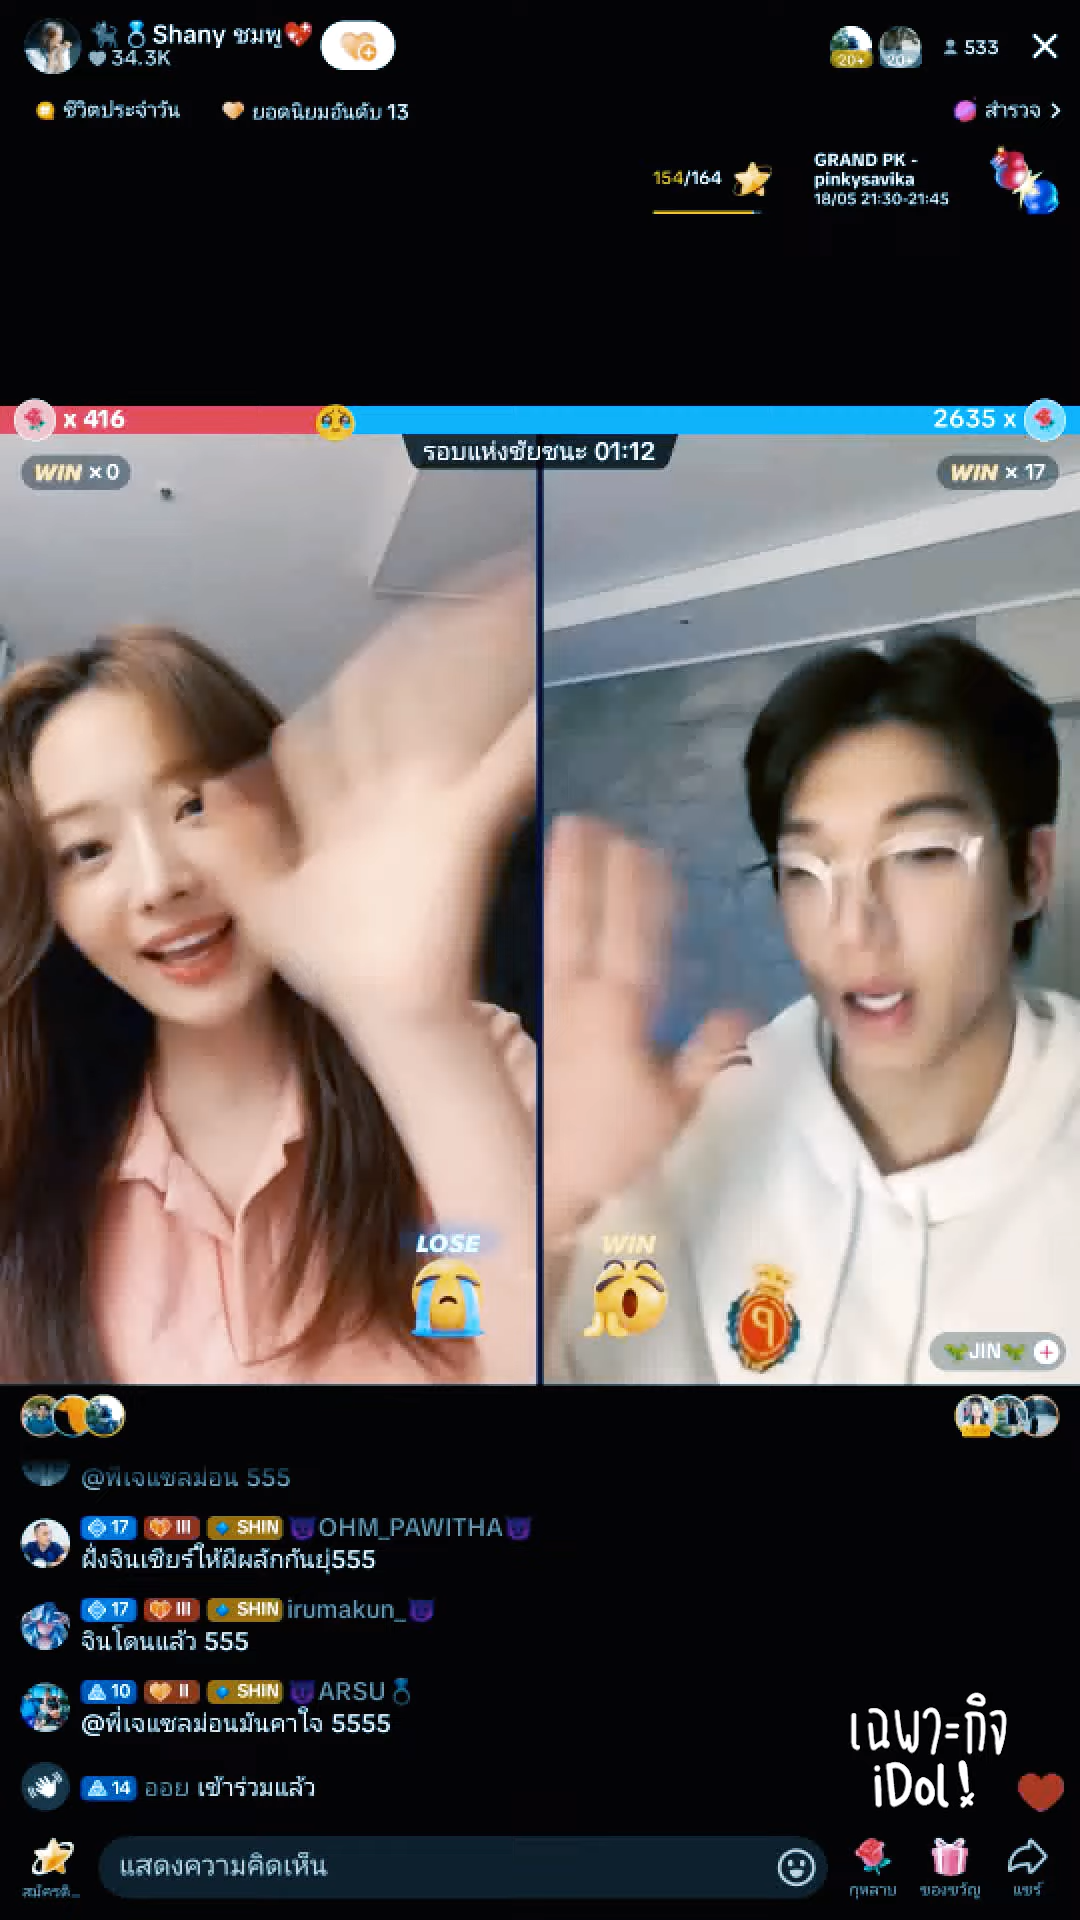 Shany ชมพู
34.3K
20+
20+
533
ชีวิตประจำวัน
ยอดนิยมอันดับ 13
สำรวจ
154/164
GRAND PK -
pinkysavika
18/05 21:30-21:45
x 416
2635 x
รอบแห่งชัยชนะ 01:12
WIN x 0
WIN x 17
LOSE
WIN
P
JIN
@พี่เจแซลม่อน 555
17 III SHIN OHM_PAWITHA
ฝั่งจินเชียร์ให้ผีผลักกันยุ่555
17 III SHIN irumakun_
จินโดนแล้ว 555
10 II SHIN ARSU
@พี่เจแซลม่อนมันคาใจ 5555
14 ออย เข้าร่วมแล้ว
เฉพาะกิจ
iDol!
แสดงความคิดเห็น
กุหลาบ
ของขวัญ
แชร์